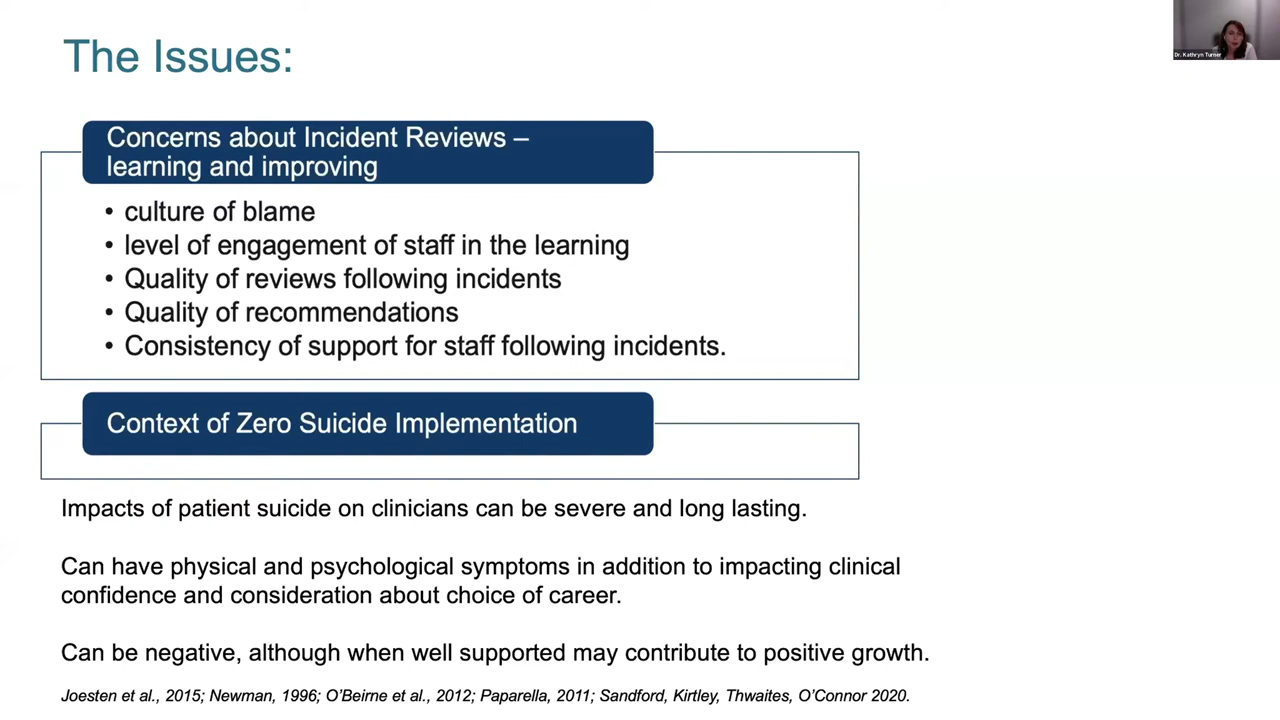 The Issues:
Dr. Kathryn Turner
Concerns about Incident Reviews –
learning and improving
• culture of blame
• level of engagement of staff in the learning
• Quality of reviews following incidents
• Quality of recommendations
• Consistency of support for staff following incidents.
Context of Zero Suicide Implementation
Impacts of patient suicide on clinicians can be severe and long lasting.
Can have physical and psychological symptoms in addition to impacting clinical
confidence and consideration about choice of career.
Can be negative, although when well supported may contribute to positive growth.
Joesten et al., 2015; Newman, 1996; O’Beirne et al., 2012; Paparella, 2011; Sandford, Kirtley, Thwaites, O’Connor 2020.